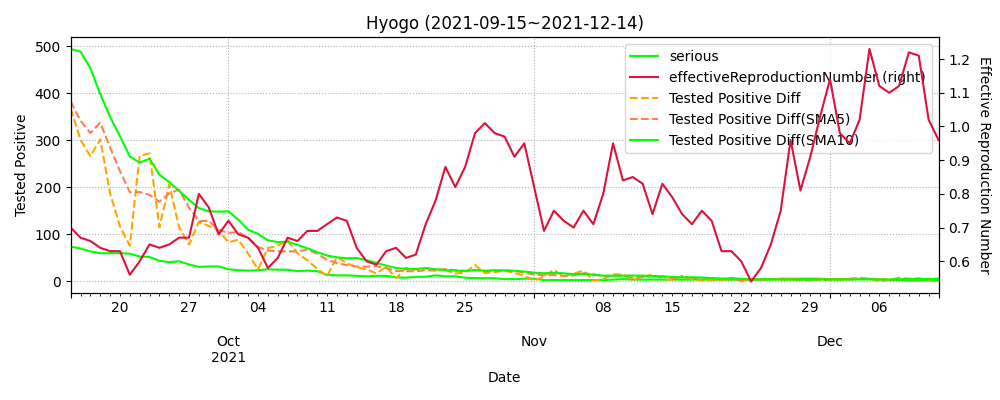 Hyogo (2021-09-15~2021-12-14)
500
400
300
200
100
0
Tested Positive
serious
effectiveReproductionNumber (right)
Tested Positive Diff
Tested Positive Diff(SMA5)
Tested Positive Diff(SMA10)
1.2
1.1
1.0
0.9
0.8
0.7
0.6
Effective Reproduction Number
20 27 04 11 18 25 08 15 22 29 06
Oct Nov Dec
2021
Date